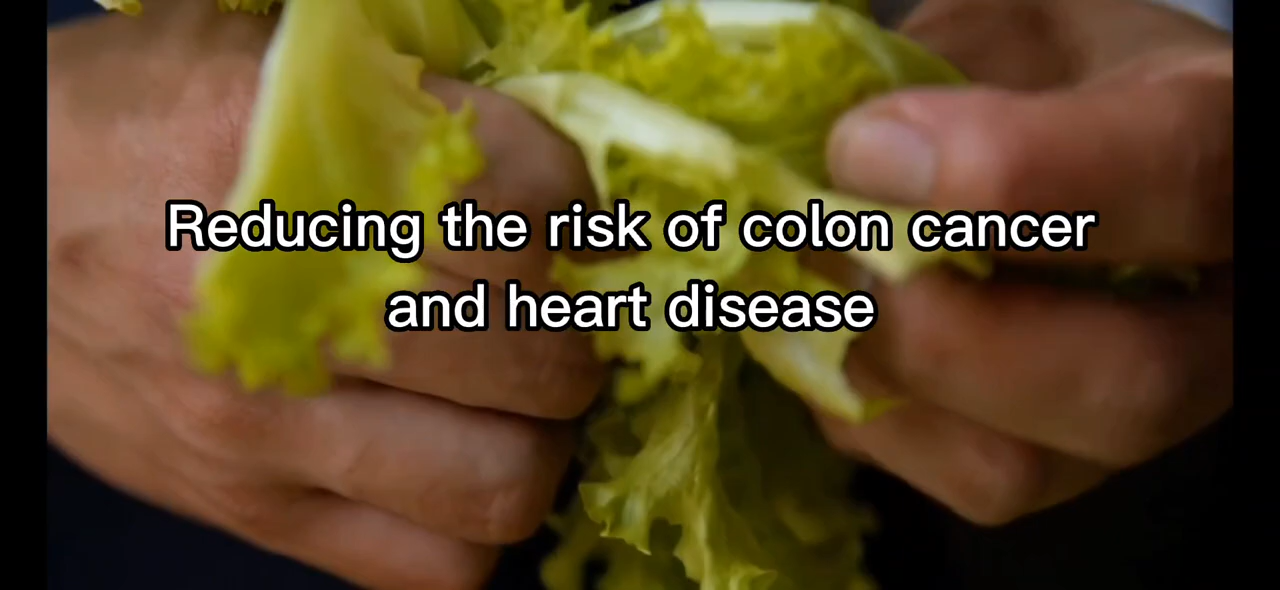 Reducing the risk of colon cancer
and heart disease